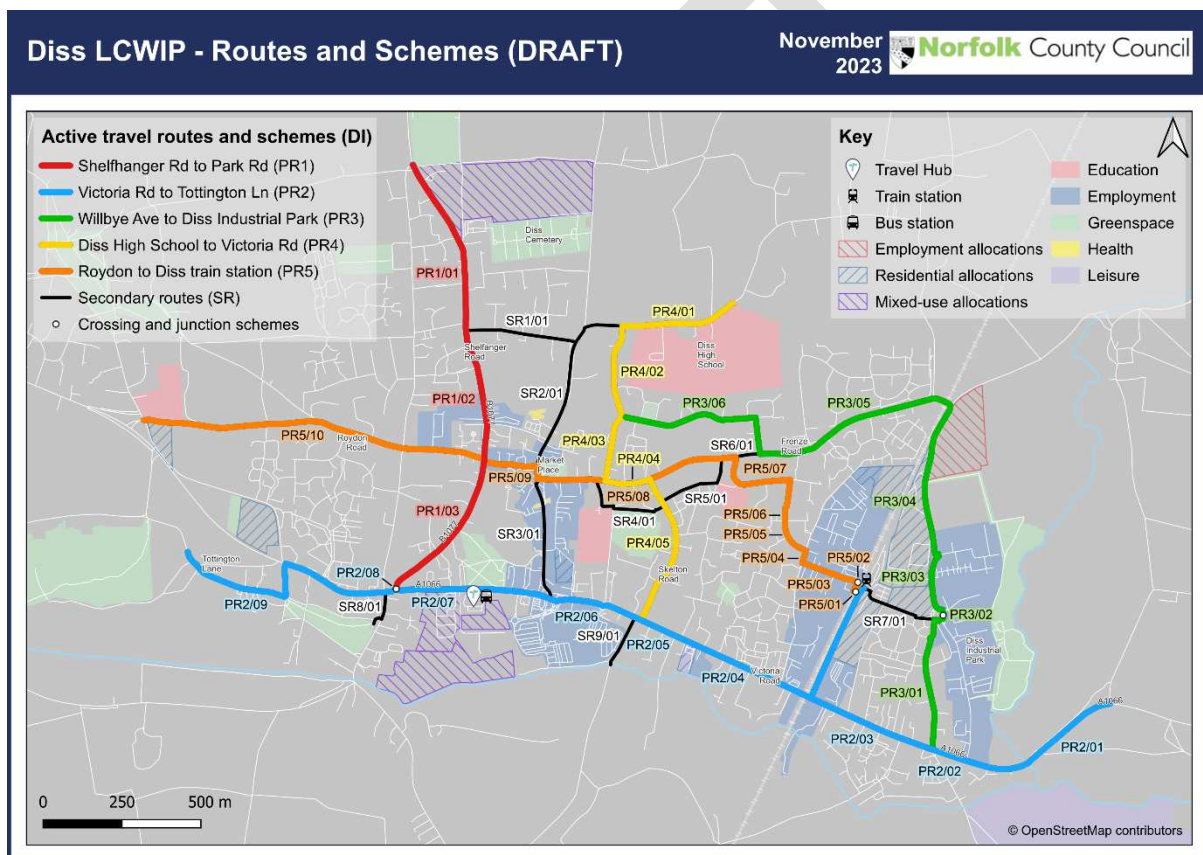 Diss LCWIP - Routes and Schemes (DRAFT)
November
2023
Norfolk County Council
Active travel routes and schemes (DI)
Shelfhanger Rd to Park Rd (PR1)
Victoria Rd to Tottington Ln (PR2)
Willbye Ave to Diss Industrial Park (PR3)
Diss High School to Victoria Rd (PR4)
Roydon to Diss train station (PR5)
Secondary routes (SR)
Crossing and junction schemes
Key
Travel Hub
Train station
Bus station
Employment allocations
Residential allocations
Mixed-use allocations
Education
Employment
Greenspace
Health
Leisure
Diss
Cemetery
PR1/01
PR4/01
SR1/01
Shelfanger
Road
Diss
High
School
PR4/02
SR2/01
PR1/02
B1077
PR3/06
PR3/05
PR5/10
Roydon
Road
PR4/03
SR6/01
Frenze
Road
Market
Place
PR4/04
PR5/09
PR5/07
PR5/08
SR5/01
PR3/04
PR1/03
B1077
SR4/01
PR5/06
SR3/01
PR4/05
PR5/05
Tottington
Lane
PR2/08
A1066
Skelton
Road
PR5/04
PR5/02
PR3/03
PR5/03
PR2/09
SR8/01
PR2/07
PR2/06
PR5/01
SR7/01
PR3/02
SR9/01
PR2/05
Diss
Industrial
Park
PR2/04
Victoria
Road
PR3/01
A1066
PR2/03
A1066
PR2/01
PR2/02
0 250 500 m
© OpenStreetMap contributors